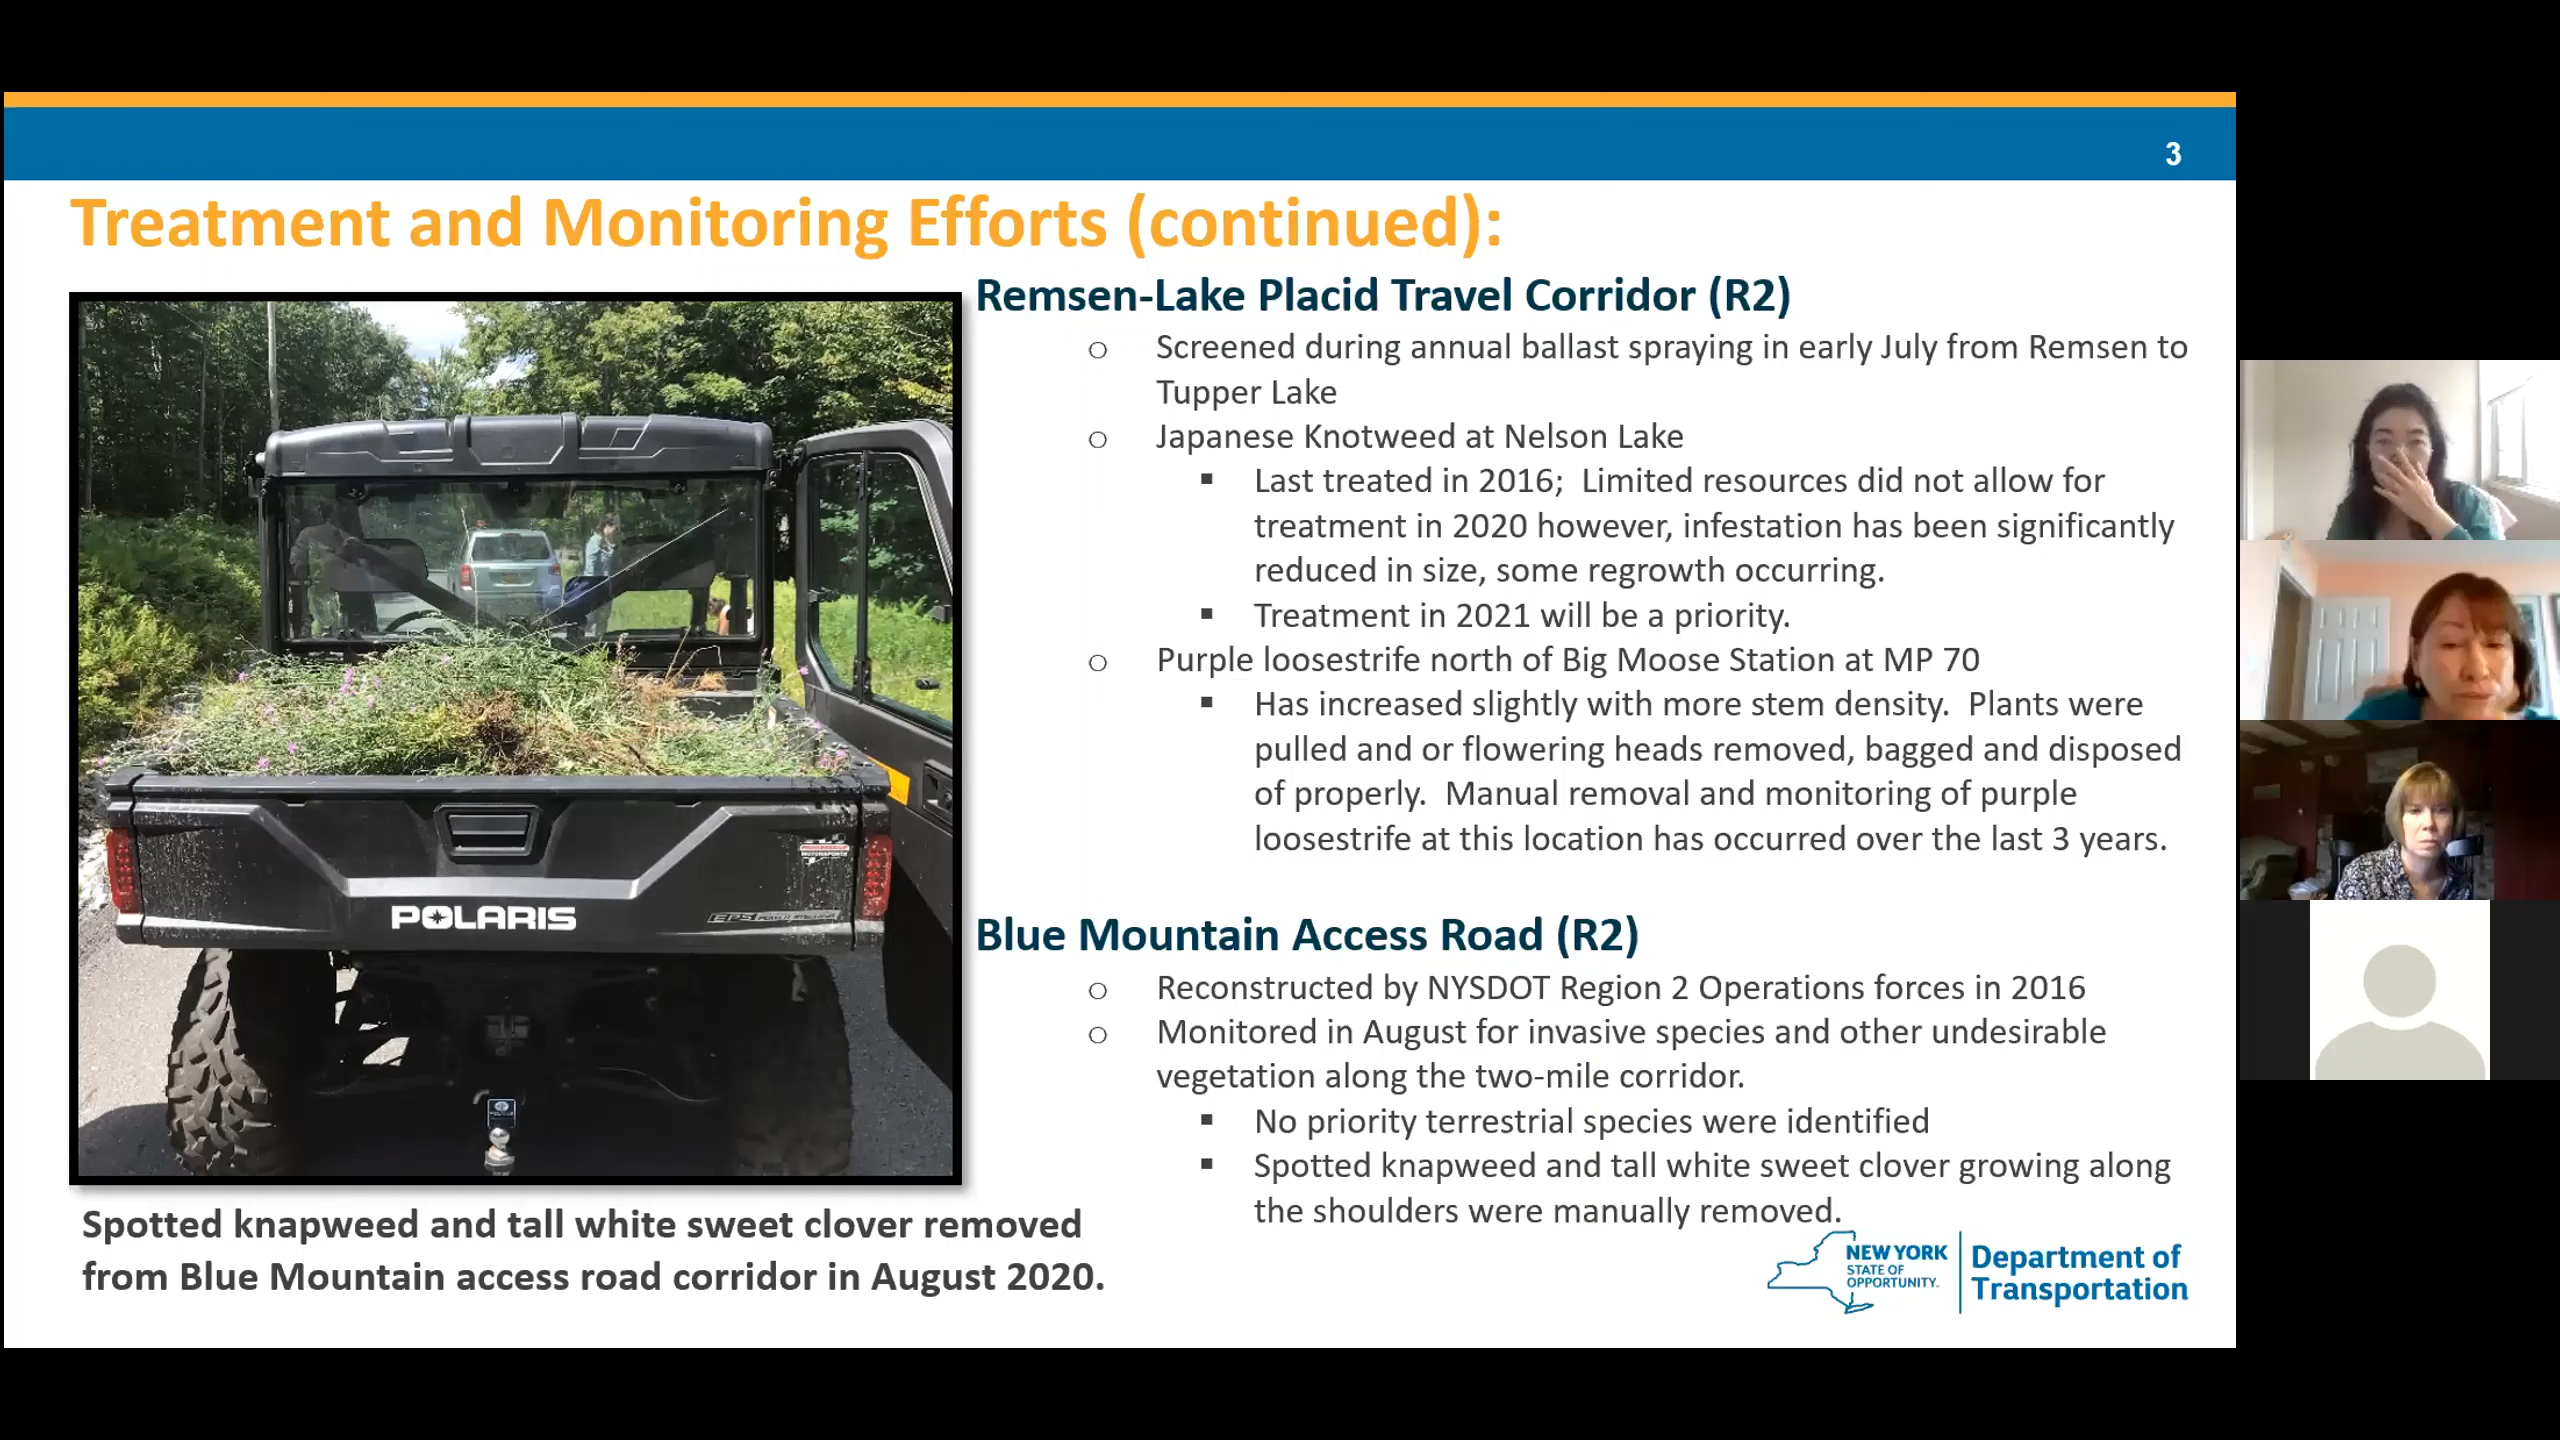 3
Treatment and Monitoring Efforts (continued):
Remsen-Lake Placid Travel Corridor (R2)
o Screened during annual ballast spraying in early July from Remsen to
Tupper Lake
o Japanese Knotweed at Nelson Lake
▪ Last treated in 2016;  Limited resources did not allow for
treatment in 2020 however, infestation has been significantly
reduced in size, some regrowth occurring.
▪ Treatment in 2021 will be a priority.
o Purple loosestrife north of Big Moose Station at MP 70
▪ Has increased slightly with more stem density.  Plants were
pulled and or flowering heads removed, bagged and disposed
of properly.  Manual removal and monitoring of purple
loosestrife at this location has occurred over the last 3 years.
Blue Mountain Access Road (R2)
o Reconstructed by NYSDOT Region 2 Operations forces in 2016
o Monitored in August for invasive species and other undesirable
vegetation along the two-mile corridor.
▪ No priority terrestrial species were identified
▪ Spotted knapweed and tall white sweet clover growing along
the shoulders were manually removed.
POLARIS
EPS
Spotted knapweed and tall white sweet clover removed
from Blue Mountain access road corridor in August 2020.
NEW YORK
STATE OF
OPPORTUNITY.
Department of
Transportation